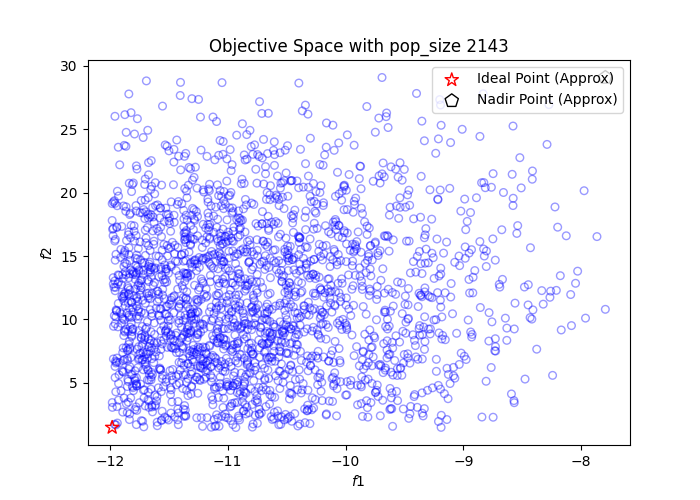 Objective Space with pop_size 2143
Ideal Point (Approx)
Nadir Point (Approx)
30
25
20
15
10
5
f2
−12
−11
−10
−9
−8
f1